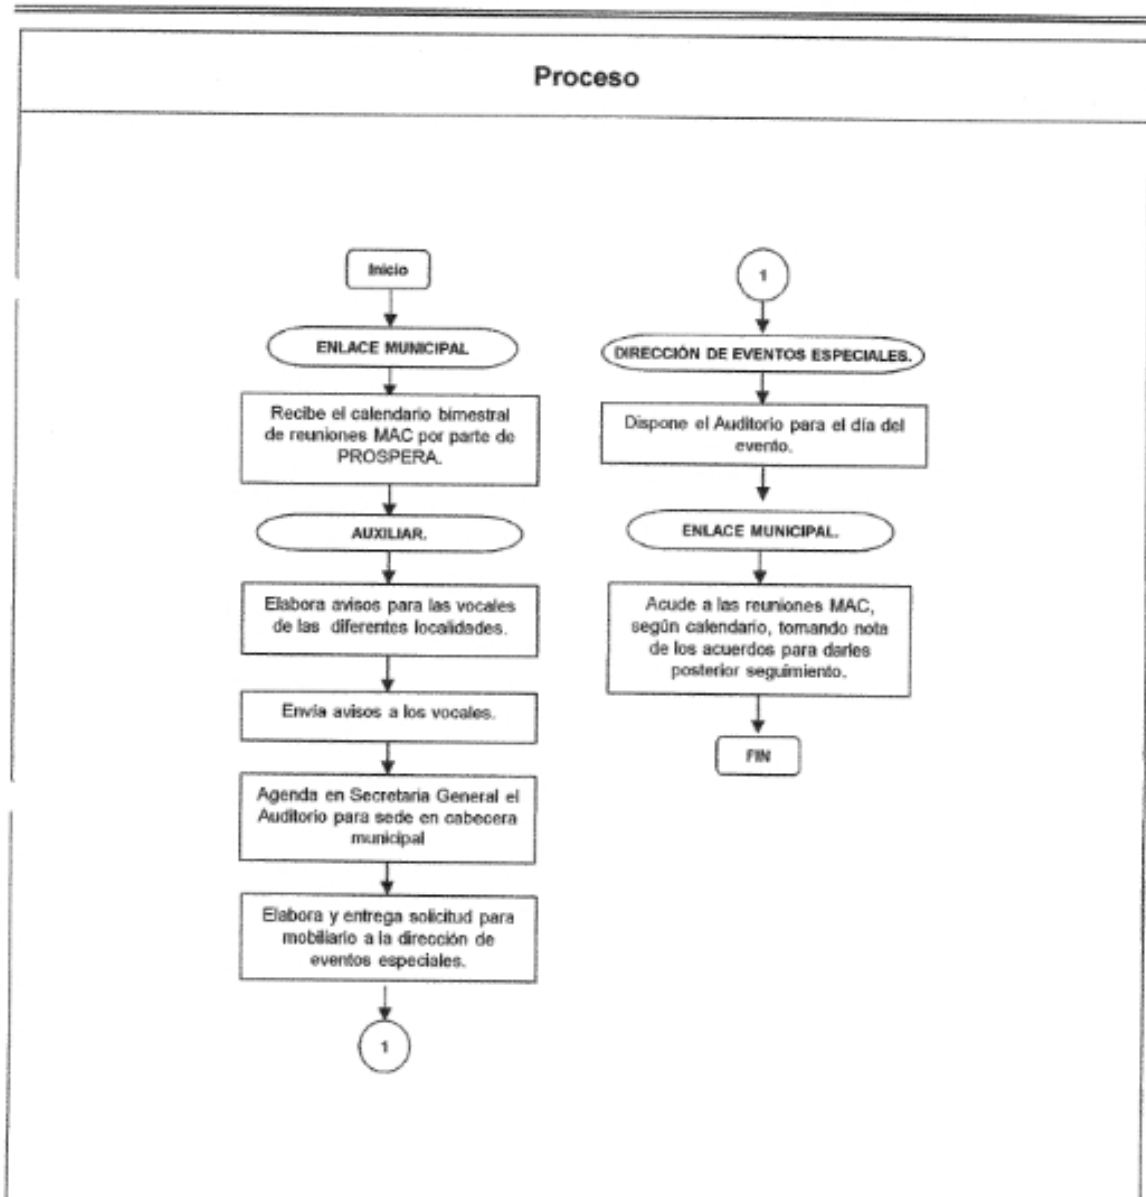 Proceso
Inicio
ENLACE MUNICIPAL
Recibe el calendario bimestral
de reuniones MAC por parte de
PROSPERA.
AUXILIAR.
Elabora avisos para las vocales
de las diferentes localidades.
Envía avisos a los vocales.
Agenda en Secretaria General el
Auditorio para sede en cabecera
municipal
Elabora y entrega solicitud para
mobiliario a la dirección de
eventos especiales.
1
1
DIRECCIÓN DE EVENTOS ESPECIALES.
Dispone el Auditorio para el día del
evento.
ENLACE MUNICIPAL.
Acude a las reuniones MAC,
según calendario, tomando nota
de los acuerdos para darles
posterior seguimiento.
FIN